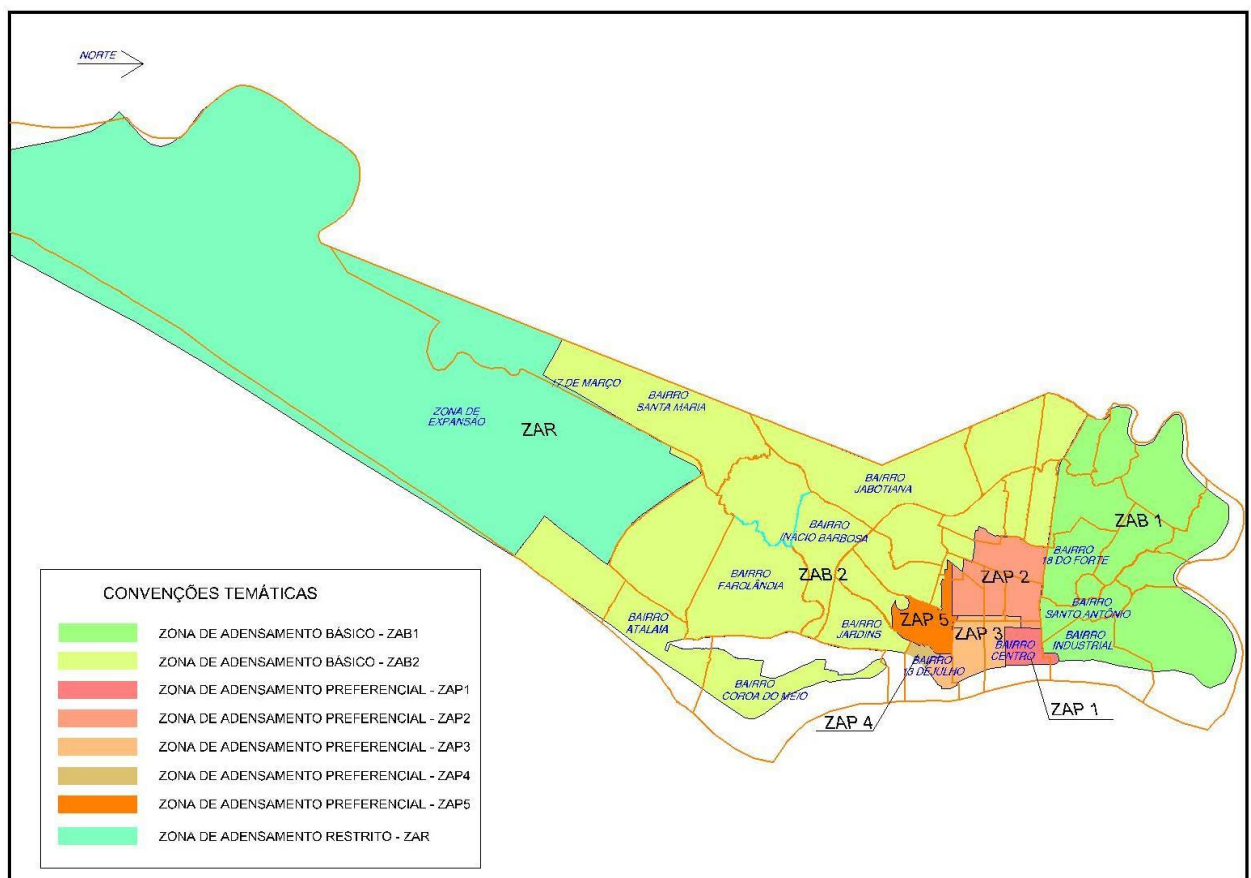 NORTE
17 DE MARÇO
BAIRRO
SANTA MARIA
ZONA DE
EXPANSÃO
ZAR
BAIRRO
JABOTIANA
BAIRRO
INÁCIO BARBOSA
ZAB 1
BAIRRO
18 DO FORTE
ZAP 2
BAIRRO
FAROLÂNDIA
ZAB 2
BAIRRO
SANTO ANTÔNIO
BAIRRO
ATALAIA
BAIRRO
JARDINS
ZAP 5
ZAP 3
BAIRRO
CENTRO
BAIRRO
INDUSTRIAL
BAIRRO
13 DE JULHO
BAIRRO
COROA DO MEIO
ZAP 4
ZAP 1
CONVENÇÕES TEMÁTICAS
ZONA DE ADENSAMENTO BÁSICO - ZAB1
ZONA DE ADENSAMENTO BÁSICO - ZAB2
ZONA DE ADENSAMENTO PREFERENCIAL - ZAP1
ZONA DE ADENSAMENTO PREFERENCIAL - ZAP2
ZONA DE ADENSAMENTO PREFERENCIAL - ZAP3
ZONA DE ADENSAMENTO PREFERENCIAL - ZAP4
ZONA DE ADENSAMENTO PREFERENCIAL - ZAP5
ZONA DE ADENSAMENTO RESTRITO - ZAR